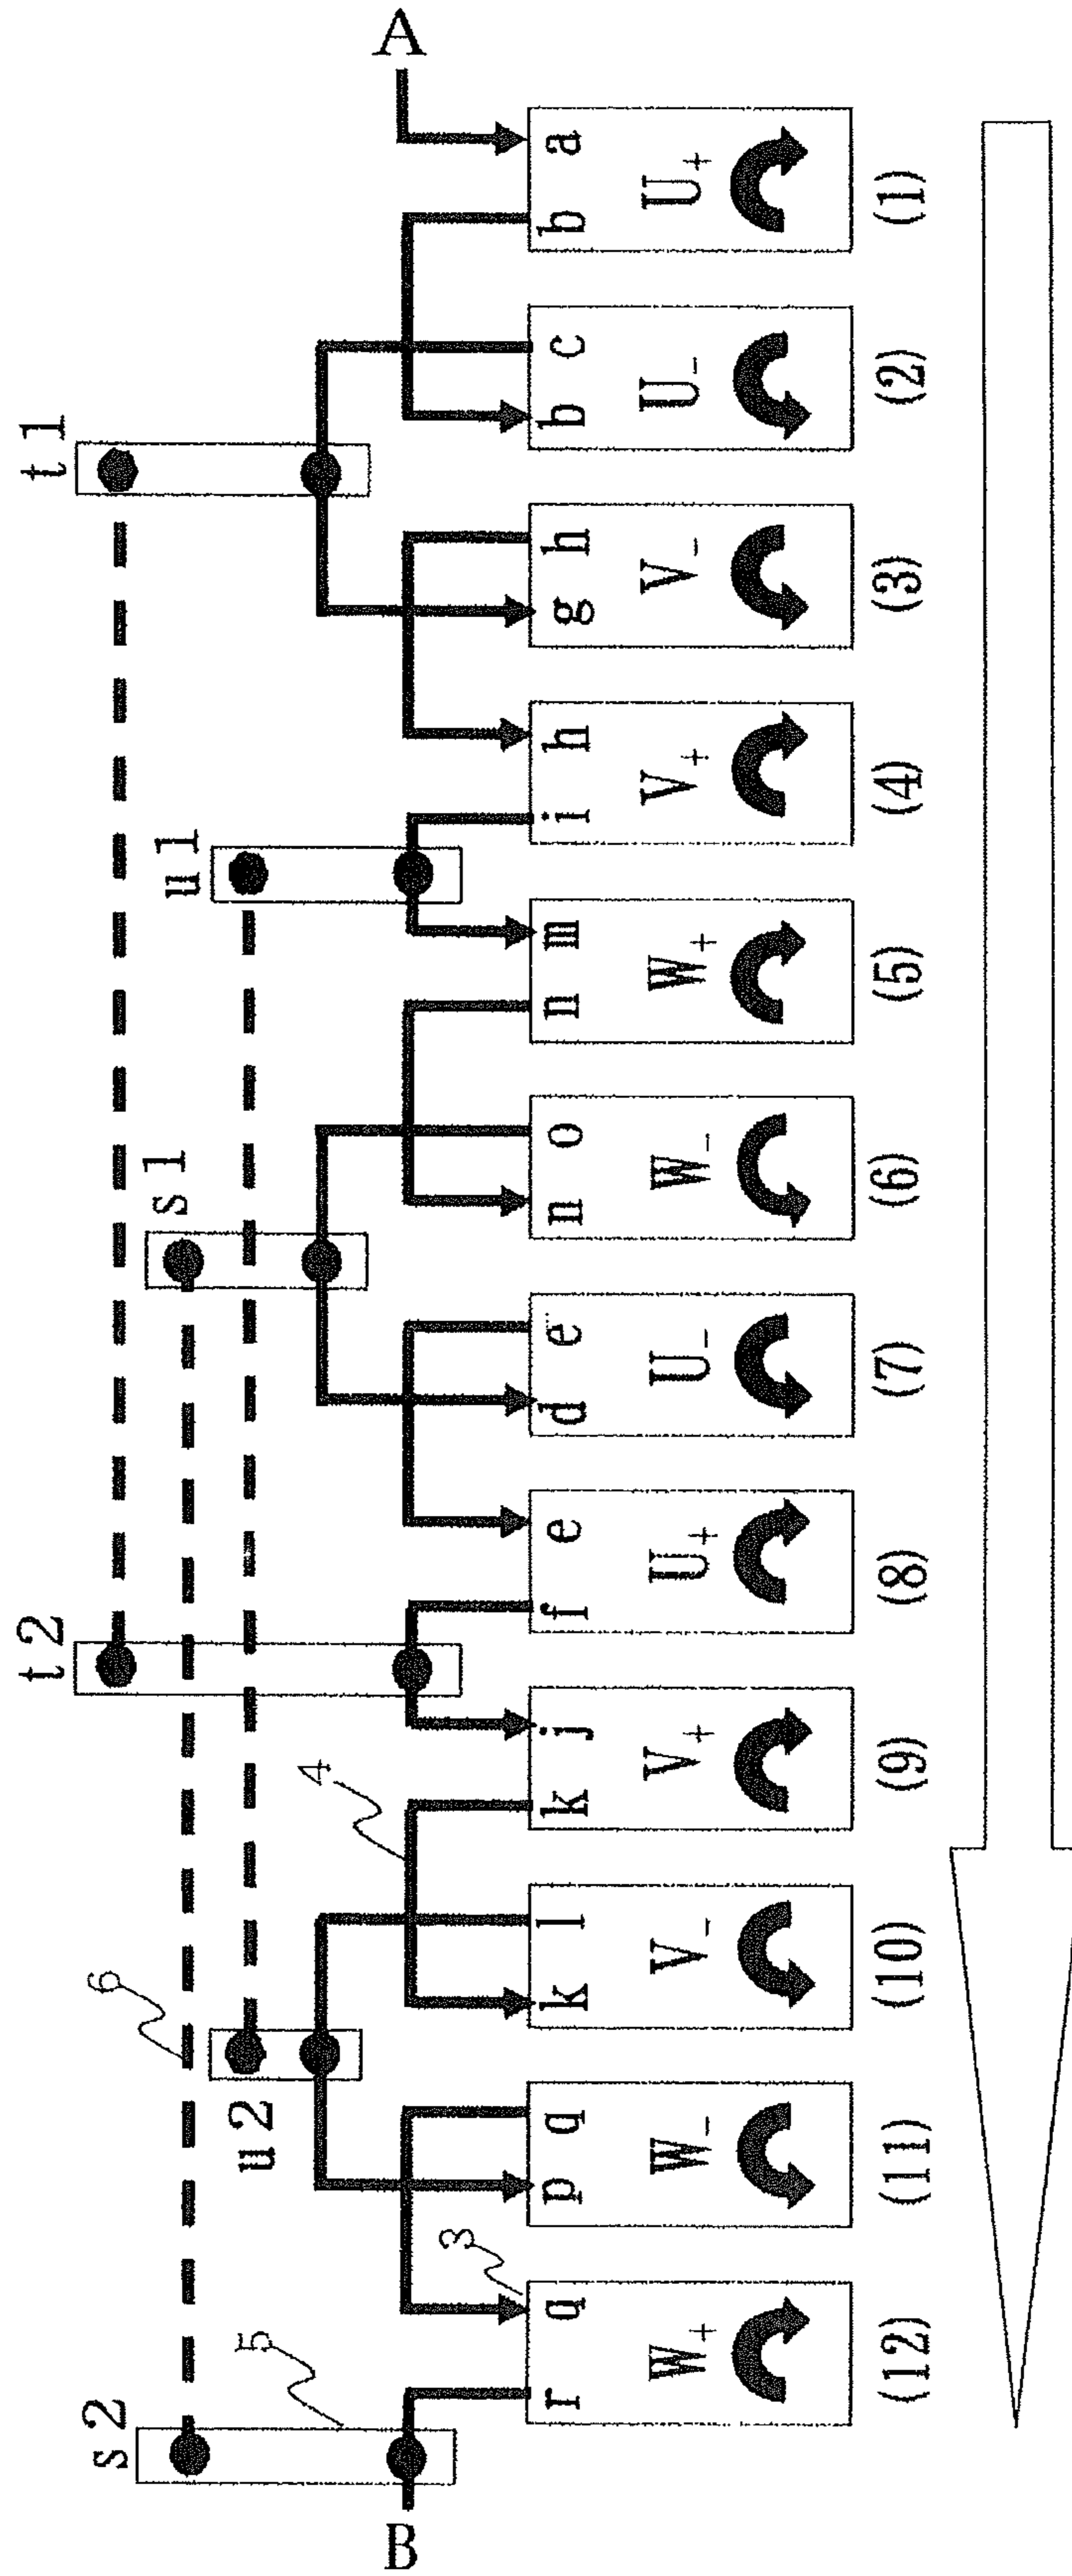 t2 t1
s2 6 s1 u1
u2
5 4
B A
3
r q p q k l k j f e d e n o n m i h g h b c b a
W+ W- V- V+ U+ U- W- W+ V+ V- U- U+
(12) (11) (10) (9) (8) (7) (6) (5) (4) (3) (2) (1)